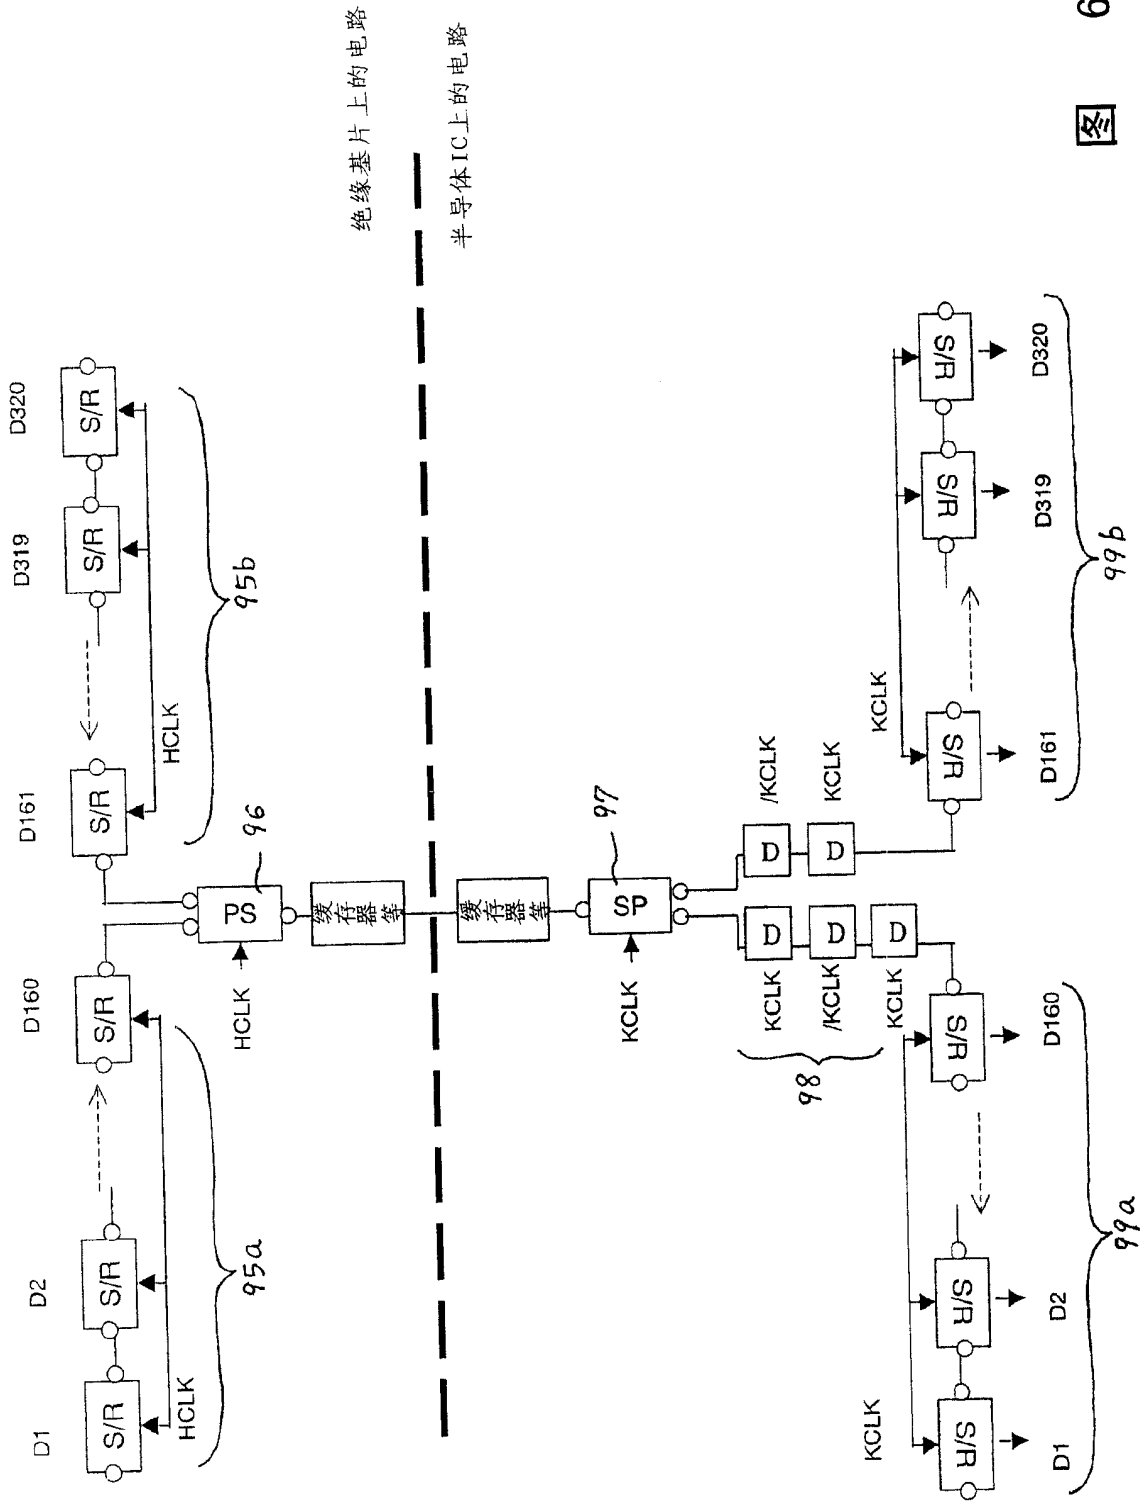 D1
D2
D160
D161
D319
D320
S/R
S/R
S/R
S/R
S/R
S/R
HCLK
HCLK
95a
95b
HCLK
PS
96
缓存器等
绝缘基片上的电路
半导体IC上的电路
缓存器等
KCLK
SP
97
KCLK
D
D
/KCLK
/KCLK
D
D
KCLK
KCLK
D
98
KCLK
KCLK
S/R
S/R
S/R
S/R
S/R
S/R
D1
D2
D160
D161
D319
D320
99a
99b
图 6